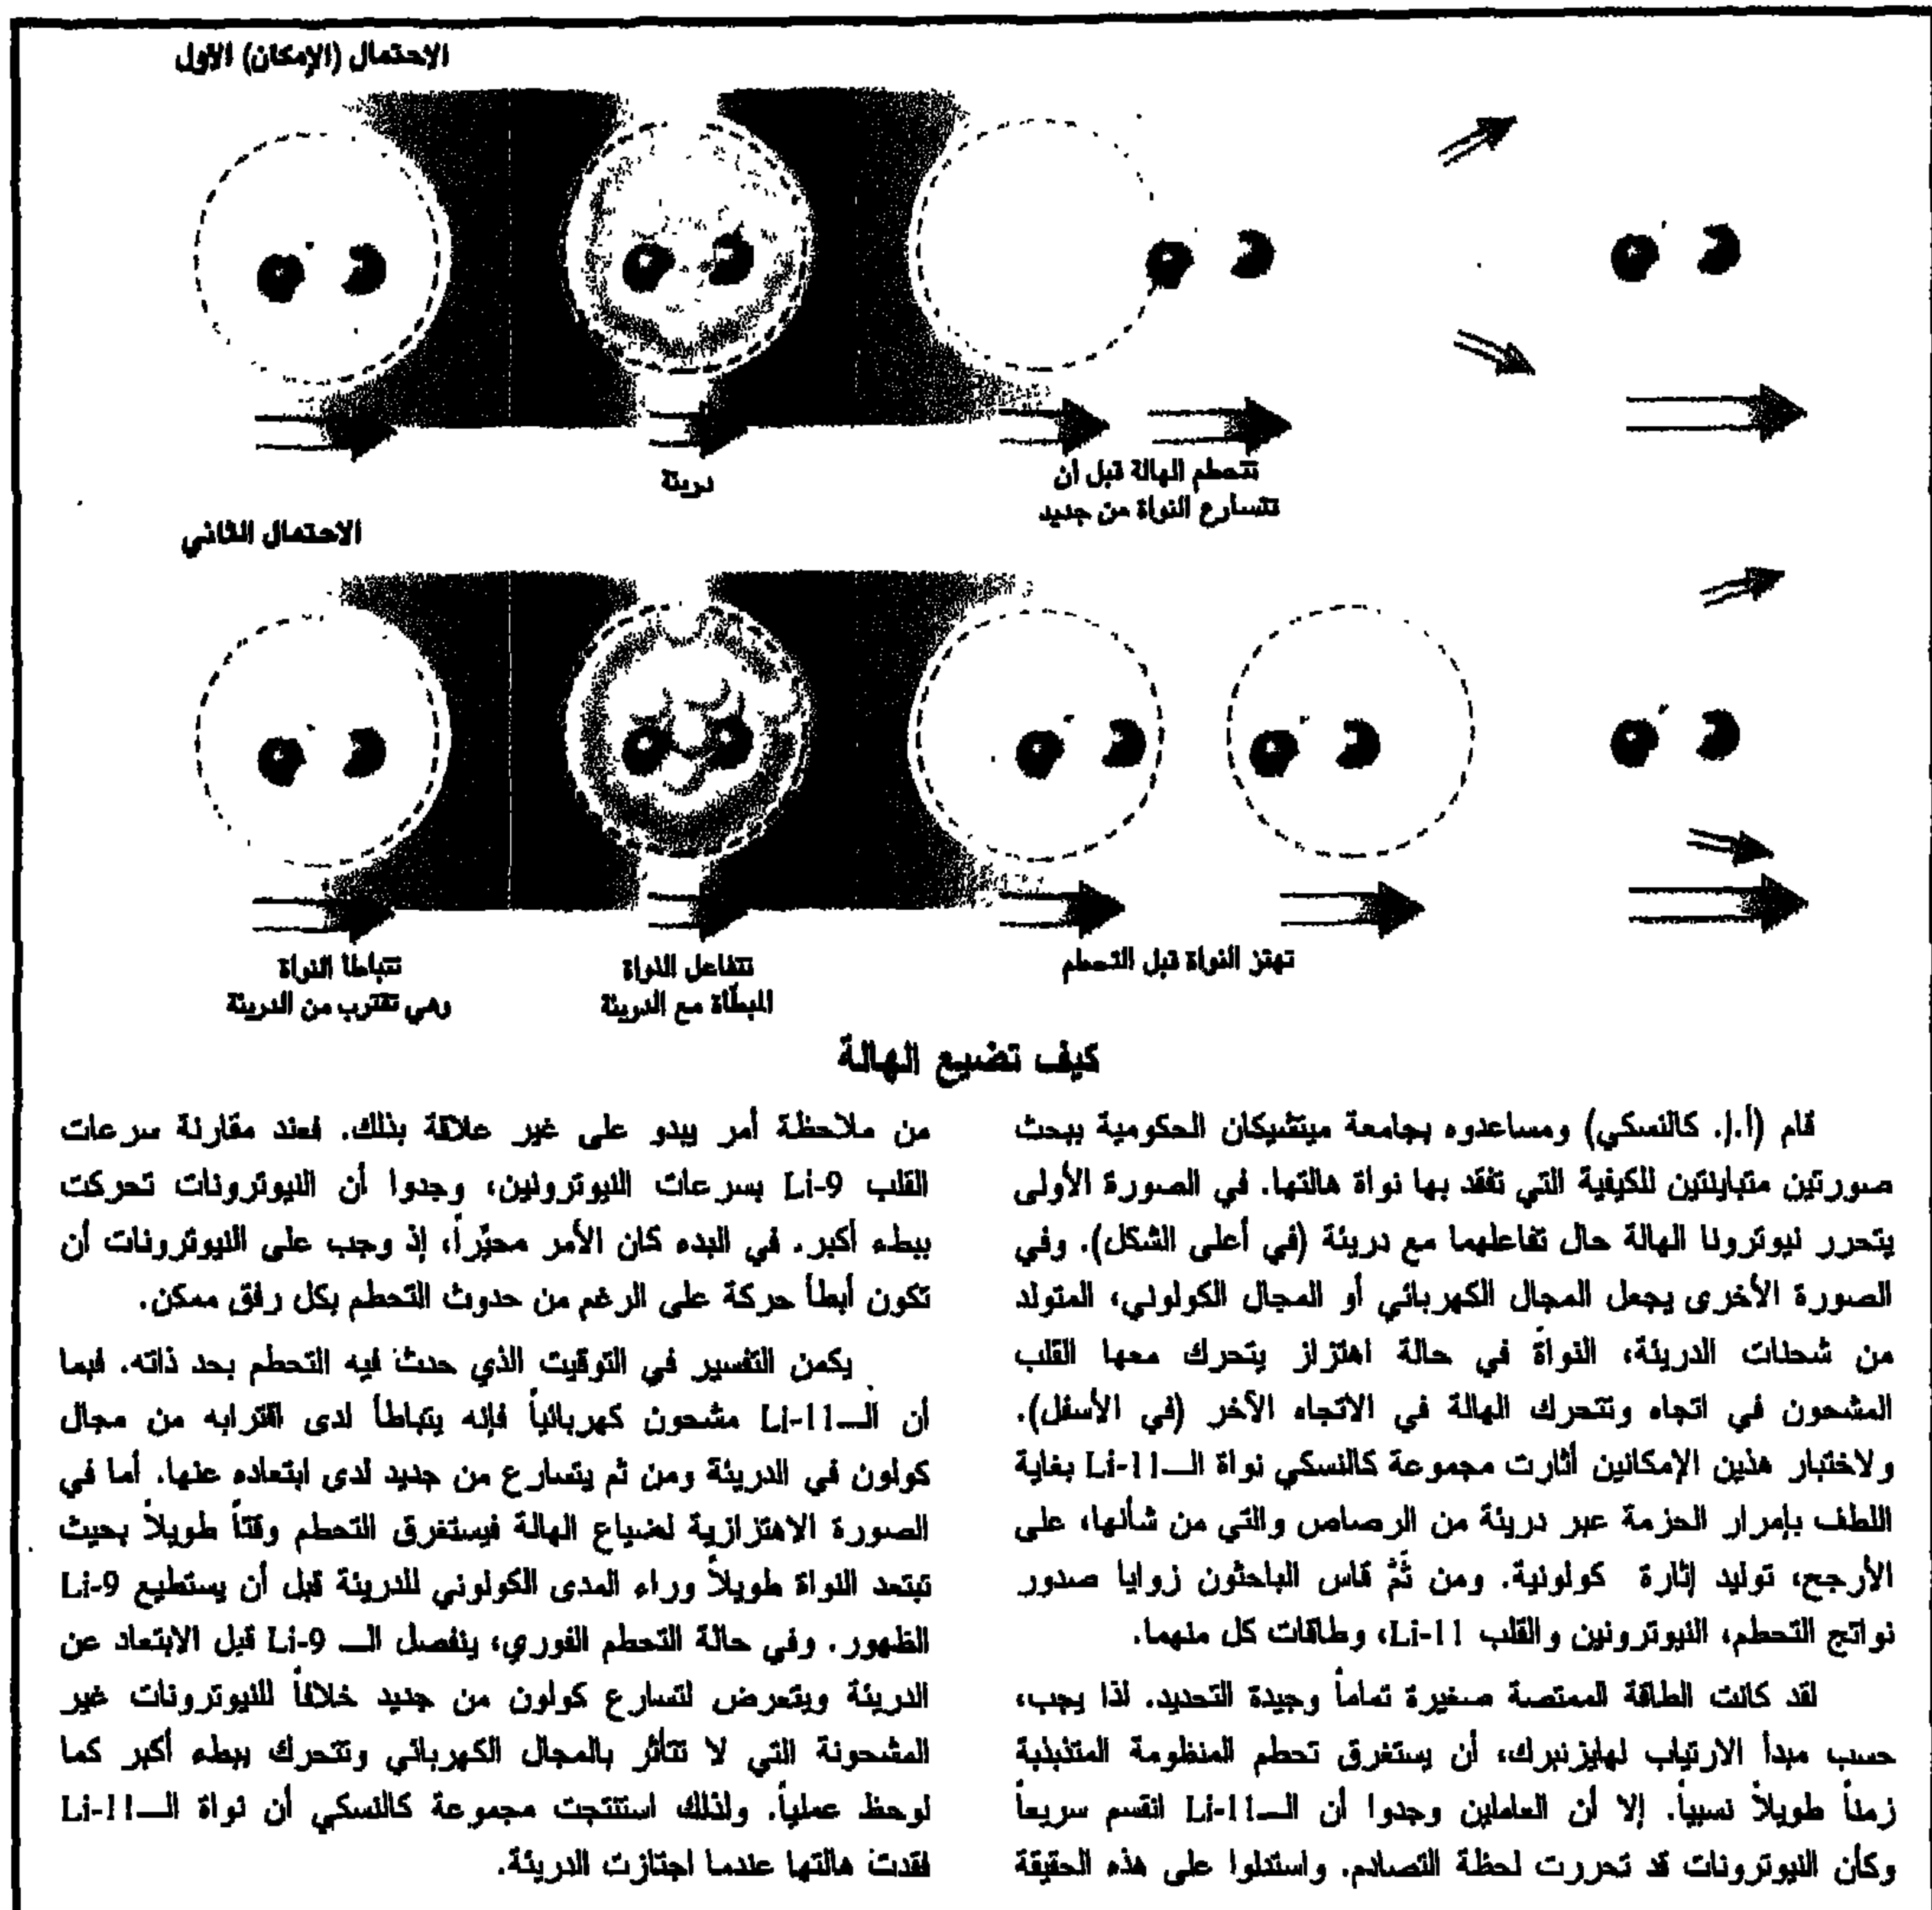 الاحتمال (الإمكان) الأول
دريئة
تتحطم الهالة قبل أن
تتسارع النواة من جديد
الاحتمال الثاني
تتباطأ النواة
وهي تقترب من الدريئة
تتفاعل النواة
المبطّأة مع الدريئة
تهتز النواة قبل التحطم
كيف تضيع الهالة
قام (أ.إ. كالنسكي) ومساعدوه بجامعة ميتشيكان الحكومية ببحث
صورتين متباينتين للكيفية التي تفقد بها نواة هالتها. في الصورة الأولى
يتحرر نيوترونا الهالة حال تفاعلهما مع دريئة (في أعلى الشكل). وفي
الصورة الأخرى يجعل المجال الكهربائي أو المجال الكولوني، المتولد
من شحنات الدريئة، النواةَ في حالة اهتزاز يتحرك معها القلب
المشحون في اتجاه وتتحرك الهالة في الاتجاه الآخر (في الأسفل).
ولاختبار هذين الإمكانين أثارت مجموعة كالنسكي نواة الـ Li-11 بغاية
اللطف بإمرار الحزمة عبر دريئة من الرصاص والتي من شأنها، على
الأرجح، توليد إثارة كولونية. ومن ثَمّ قاس الباحثون زوايا صدور
نواتج التحطم، النيوترونين والقلب Li-11، وطاقات كل منهما.
لقد كانت الطاقة الممتصة صغيرة تماماً وجيدة التحديد. لذا يجب،
حسب مبدأ الارتياب لهايزنبرك، أن يستغرق تحطم المنظومة المتذبذبة
زمناً طويلاً نسبياً. إلا أن العاملين وجدوا أن الـ Li-11 انقسم سريعاً
وكأن النيوترونات قد تحررت لحظة التصادم. واستدلوا على هذه الحقيقة
من ملاحظة أمر يبدو على غير علاقة بذلك. فعند مقارنة سرعات
القلب Li-9 بسرعات النيوترونين، وجدوا أن النيوترونات تحركت
ببطء أكبر. في البدء كان الأمر محيّراً، إذ وجب على النيوترونات أن
تكون أبطأ حركة على الرغم من حدوث التحطم بكل رفق ممكن.
يكمن التفسير في التوقيت الذي حدث فيه التحطم بحد ذاته. فبما
أن الـ Li-11 مشحون كهربائياً فإنه يتباطأ لدى اقترابه من مجال
كولون في الدريئة ومن ثم يتسارع من جديد لدى ابتعاده عنها. أما في
الصورة الاهتزازية لضياع الهالة فيستغرق التحطم وقتاً طويلاً بحيث
تبتعد النواة طويلاً وراء المدى الكولوني للدريئة قبل أن يستطيع Li-9
الظهور. وفي حالة التحطم الفوري، ينفصل الـ Li-9 قبل الابتعاد عن
الدريئة ويتعرض لتسارع كولون من جديد خلافاً للنيوترونات غير
المشحونة التي لا تتأثر بالمجال الكهربائي وتتحرك ببطء أكبر كما
لوحظ عملياً. ولذلك استنتجت مجموعة كالنسكي أن نواة الـ Li-11
فقدت هالتها عندما اجتازت الدريئة.